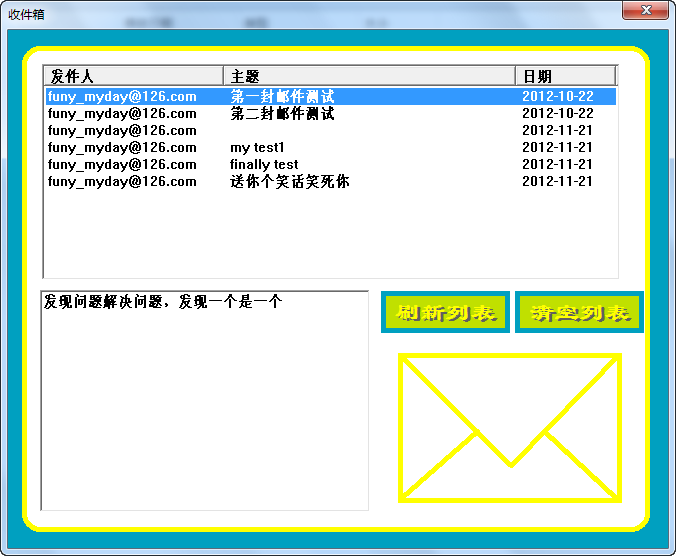 收件箱
发件人 主题 日期
funy_myday@126.com 第一封邮件测试 2012-10-22
funy_myday@126.com 第二封邮件测试 2012-10-22
funy_myday@126.com 2012-11-21
funy_myday@126.com my test1 2012-11-21
funy_myday@126.com finally test 2012-11-21
funy_myday@126.com 送你个笑话笑死你 2012-11-21
发现问题解决问题，发现一个是一个
刷新列表 清空列表